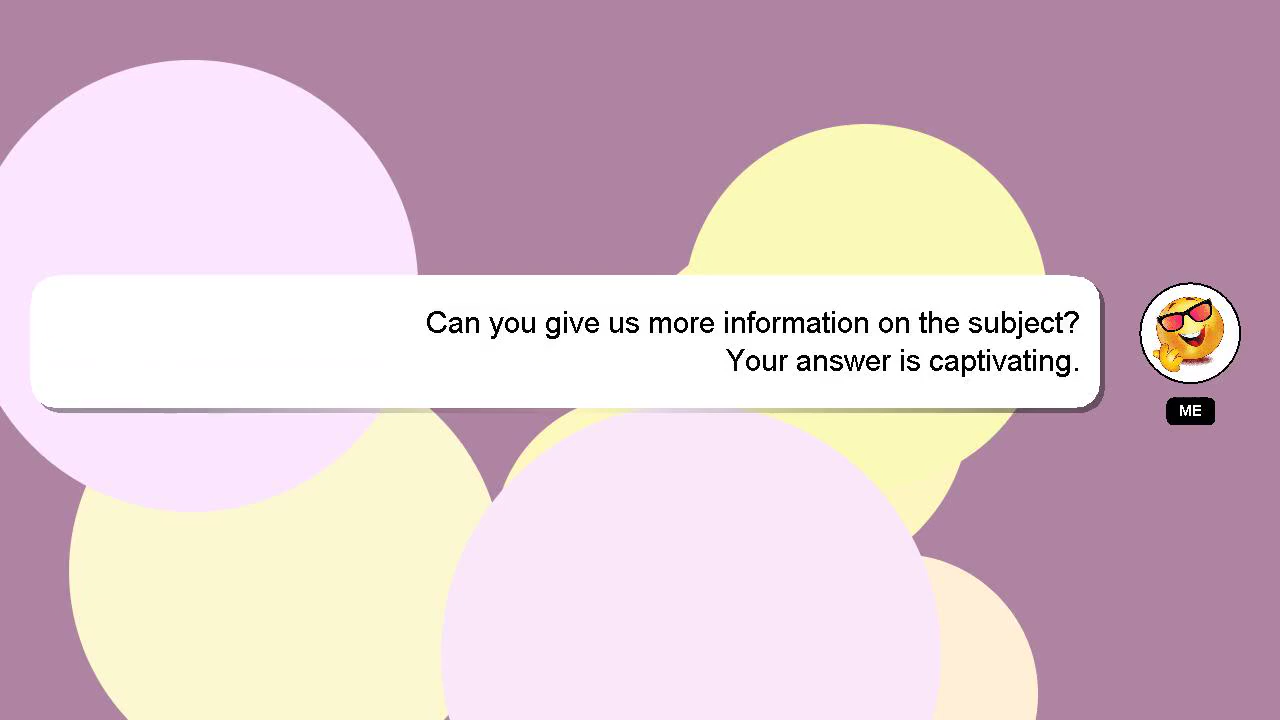 Can you give us more information on the subject?
Your answer is captivating.
ME